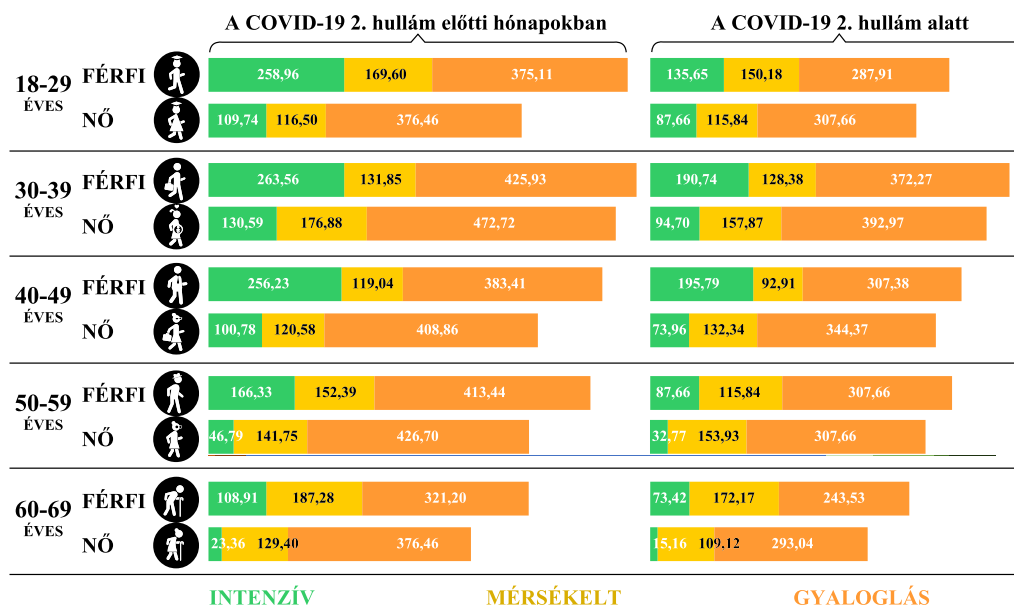 A COVID-19 2. hullám előtti hónapokban
A COVID-19 2. hullám alatt
18-29
ÉVES
FÉRFI
258,96 169,60 375,11
135,65 150,18 287,91
NŐ
109,74 116,50 376,46
87,66 115,84 307,66
30-39
ÉVES
FÉRFI
263,56 131,85 425,93
190,74 128,38 372,27
NŐ
130,59 176,88 472,72
94,70 157,87 392,97
40-49
ÉVES
FÉRFI
256,23 119,04 383,41
195,79 92,91 307,38
NŐ
100,78 120,58 408,86
73,96 132,34 344,37
50-59
ÉVES
FÉRFI
166,33 152,39 413,44
87,66 115,84 307,66
NŐ
46,79 141,75 426,70
32,77 153,93 307,66
60-69
ÉVES
FÉRFI
108,91 187,28 321,20
73,42 172,17 243,53
NŐ
23,36 129,40 376,46
15,16 109,12 293,04
INTENZÍV MÉRSÉKELT GYALOGLÁS